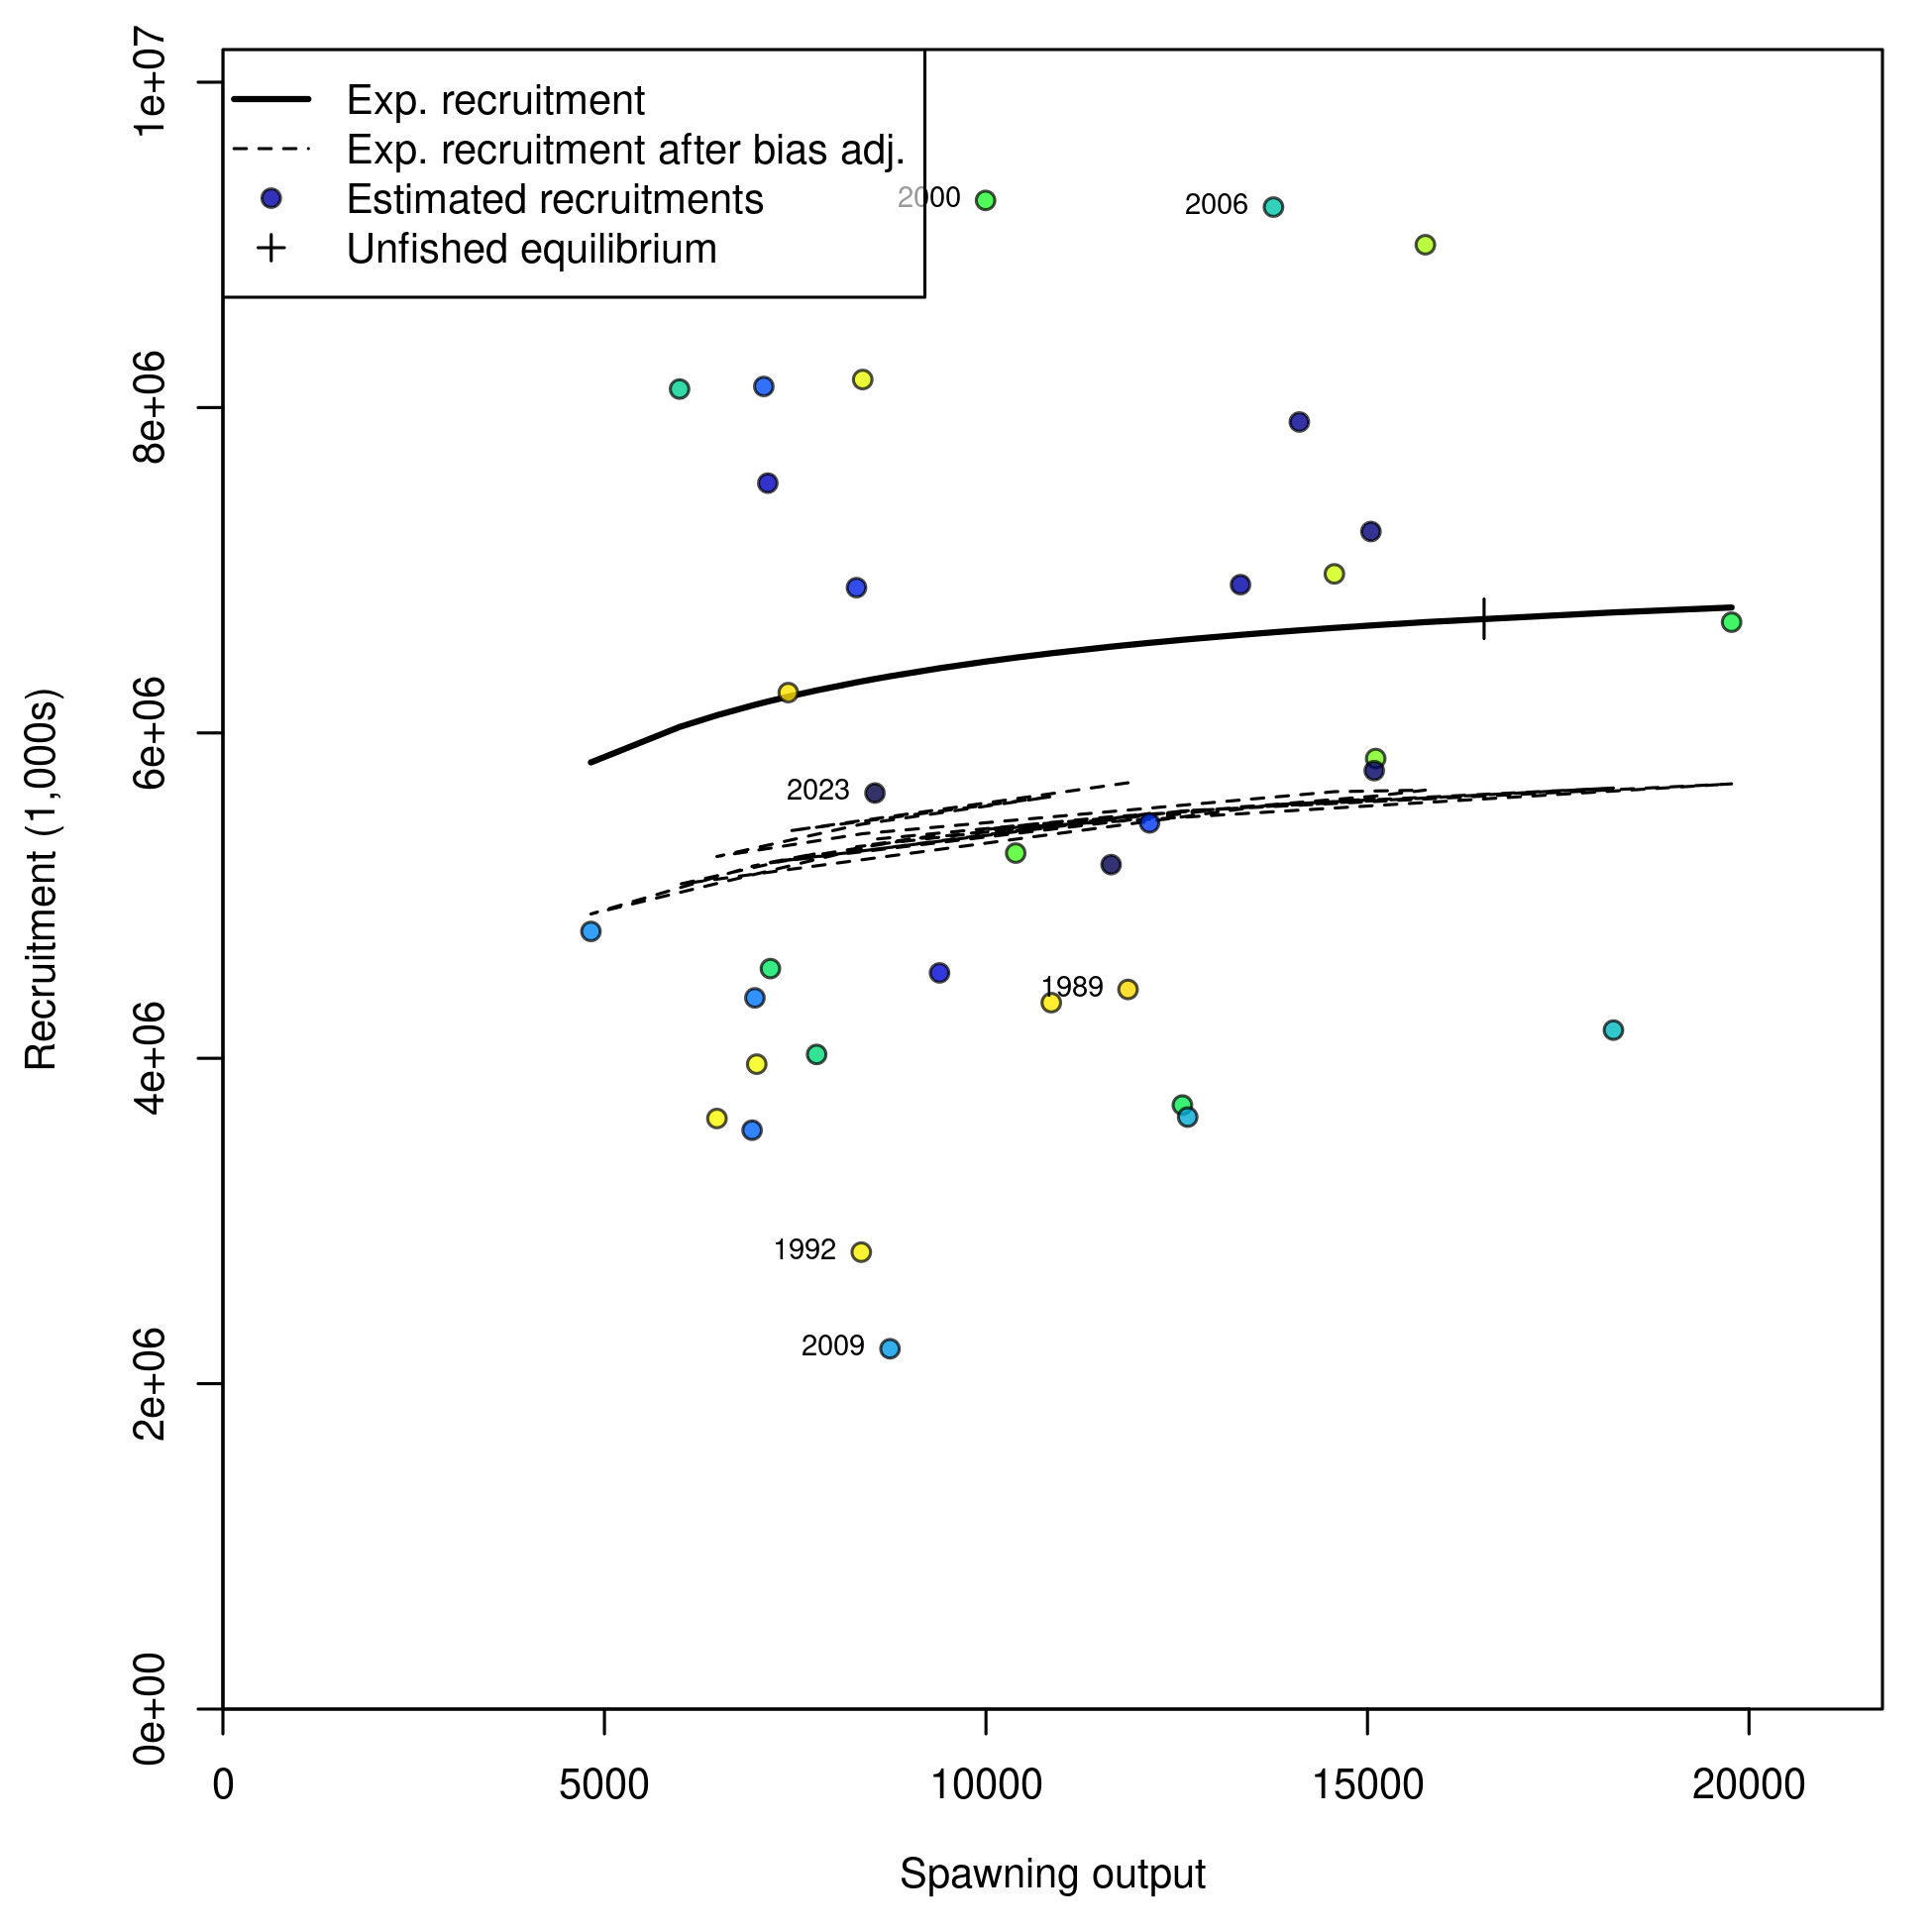 Exp. recruitment
Exp. recruitment after bias adj.
Estimated recruitments
Unfished equilibrium
2000
2006
2023
1989
1992
2009
Recruitment (1,000s)
1e+07
8e+06
6e+06
4e+06
2e+06
0e+00
0 5000 10000 15000 20000
Spawning output